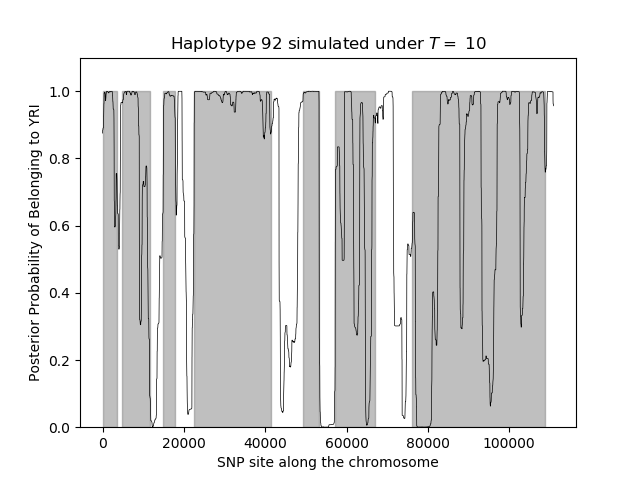 Haplotype 92 simulated under T = 10
1.0
0.8
0.6
0.4
0.2
0.0
Posterior Probability of Belonging to YRI
0 20000 40000 60000 80000 100000
SNP site along the chromosome